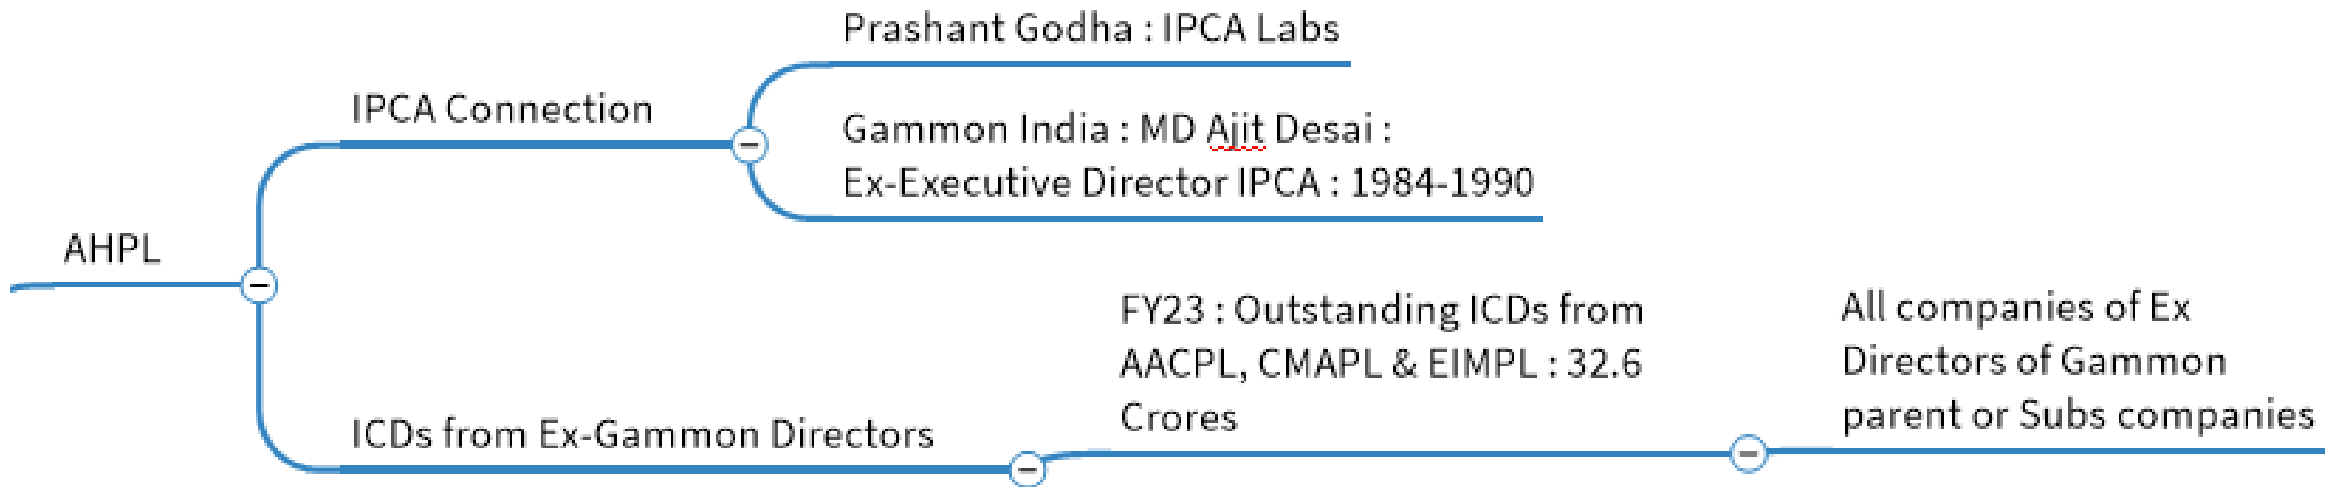 Prashant Godha : IPCA Labs
IPCA Connection
Gammon India : MD Ajit Desai :
Ex-Executive Director IPCA : 1984-1990
AHPL
FY23 : Outstanding ICDs from
AACPL, CMAPL & EIMPL : 32.6
Crores
All companies of Ex
Directors of Gammon
parent or Subs companies
ICDs from Ex-Gammon Directors